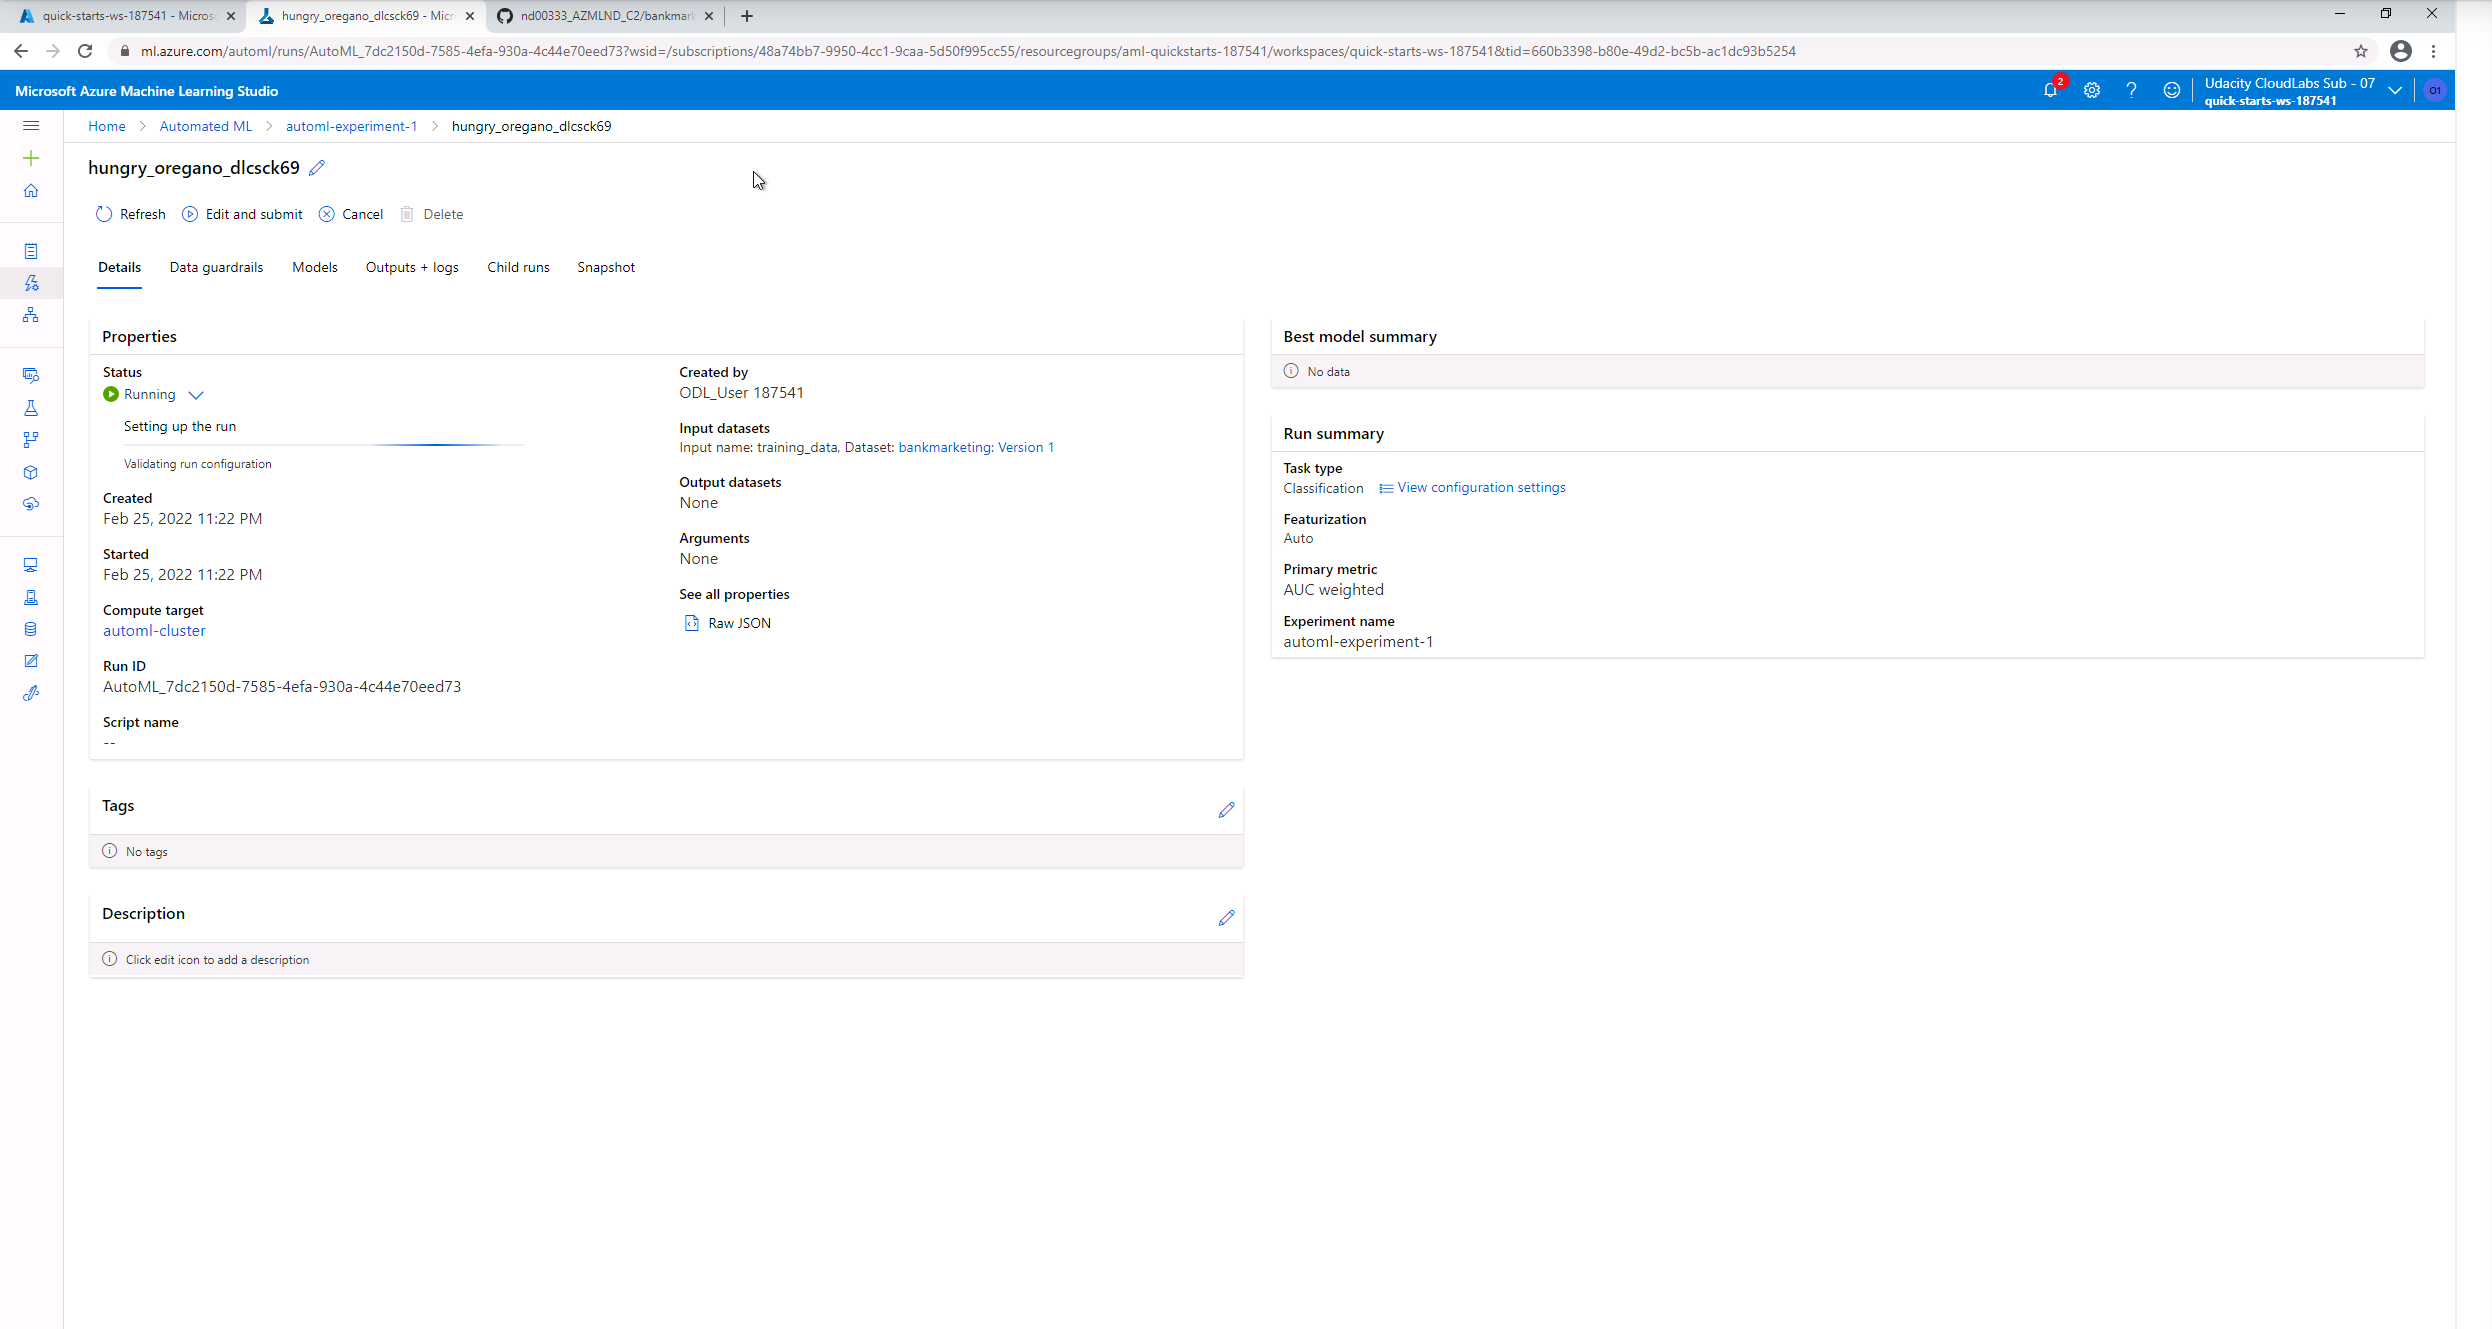 quick-starts-ws-187541 - Micros
hungry_oregano_dlcsck69 - Micr
nd00333_AZMLND_C2/bankmark
ml.azure.com/automl/runs/AutoML_7dc2150d-7585-4efa-930a-4c44e70eed73?wsid=/subscriptions/48a74bb7-9950-4cc1-9caa-5d50f995cc55/resourcegroups/aml-quickstarts-187541/workspaces/quick-starts-ws-187541&tid=660b3398-b80e-49d2-bc5b-ac1dc93b5254
Microsoft Azure Machine Learning Studio
2
Udacity CloudLabs Sub - 07
quick-starts-ws-187541
O1
Home > Automated ML > automl-experiment-1 > hungry_oregano_dlcsck69
hungry_oregano_dlcsck69
Refresh Edit and submit Cancel Delete
Details Data guardrails Models Outputs + logs Child runs Snapshot
Properties
Status
Running
Setting up the run
Validating run configuration
Created
Feb 25, 2022 11:22 PM
Started
Feb 25, 2022 11:22 PM
Compute target
automl-cluster
Run ID
AutoML_7dc2150d-7585-4efa-930a-4c44e70eed73
Script name
--
Created by
ODL_User 187541
Input datasets
Input name: training_data, Dataset: bankmarketing: Version 1
Output datasets
None
Arguments
None
See all properties
Raw JSON
Best model summary
No data
Run summary
Task type
Classification View configuration settings
Featurization
Auto
Primary metric
AUC weighted
Experiment name
automl-experiment-1
Tags
No tags
Description
Click edit icon to add a description